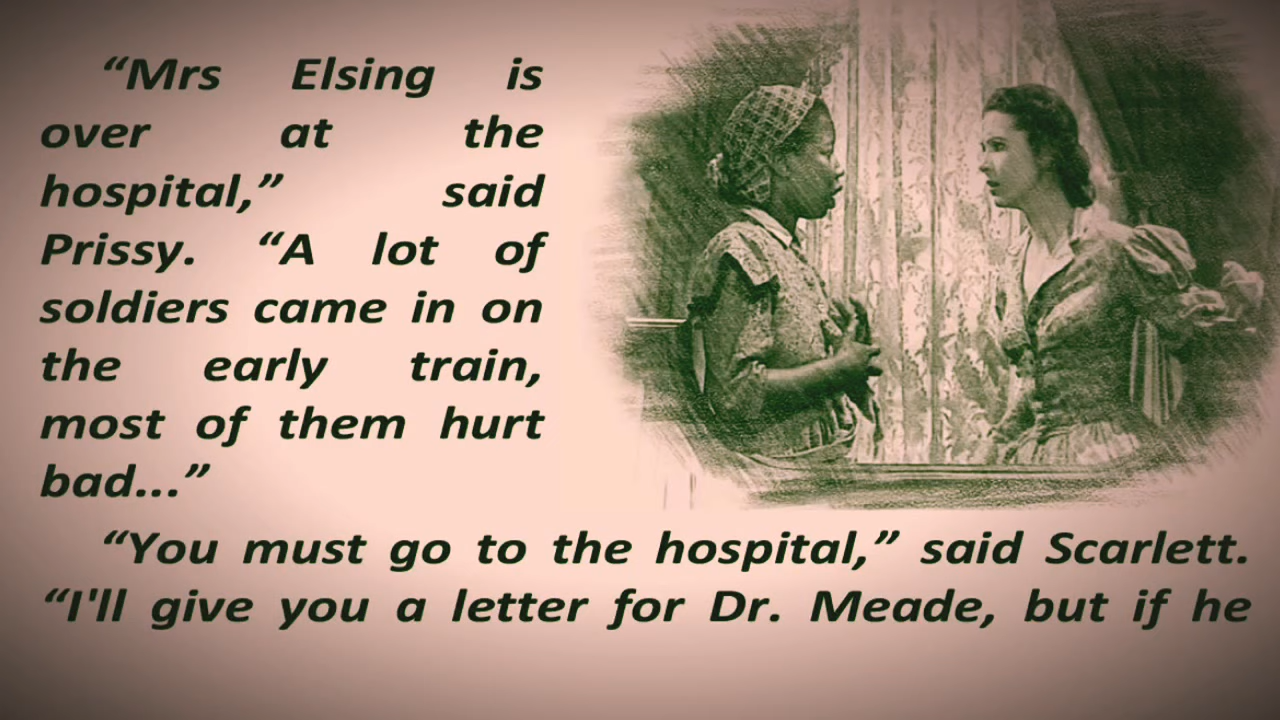 “Mrs Elsing is
over at the
hospital,” said
Prissy. “A lot of
soldiers came in on
the early train,
most of them hurt
bad...”
“You must go to the hospital,” said Scarlett.
“I'll give you a letter for Dr. Meade, but if he